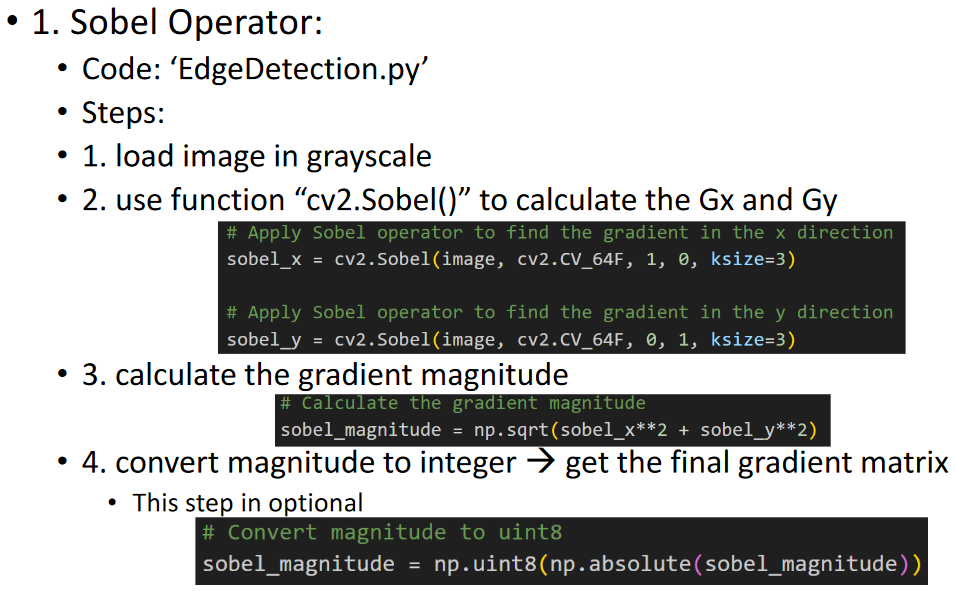 • 1. Sobel Operator:
• Code: ‘EdgeDetection.py’
• Steps:
• 1. load image in grayscale
• 2. use function “cv2.Sobel()” to calculate the Gx and Gy
# Apply Sobel operator to find the gradient in the x direction
sobel_x = cv2.Sobel(image, cv2.CV_64F, 1, 0, ksize=3)
# Apply Sobel operator to find the gradient in the y direction
sobel_y = cv2.Sobel(image, cv2.CV_64F, 0, 1, ksize=3)
• 3. calculate the gradient magnitude
# Calculate the gradient magnitude
sobel_magnitude = np.sqrt(sobel_x**2 + sobel_y**2)
• 4. convert magnitude to integer → get the final gradient matrix
• This step in optional
# Convert magnitude to uint8
sobel_magnitude = np.uint8(np.absolute(sobel_magnitude))